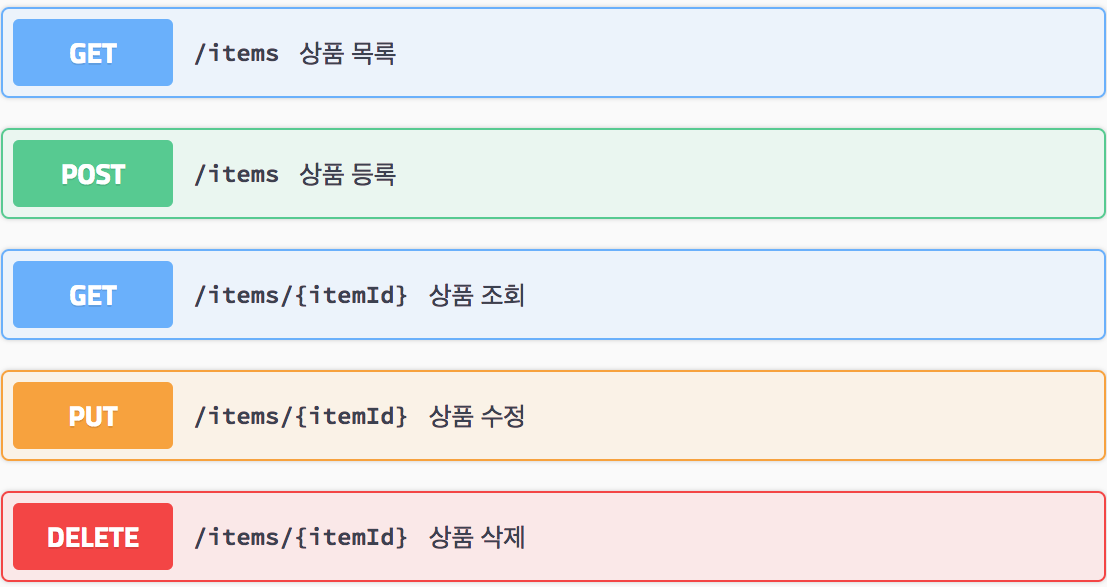 GET /items 상품 목록
POST /items 상품 등록
GET /items/{itemId} 상품 조회
PUT /items/{itemId} 상품 수정
DELETE /items/{itemId} 상품 삭제